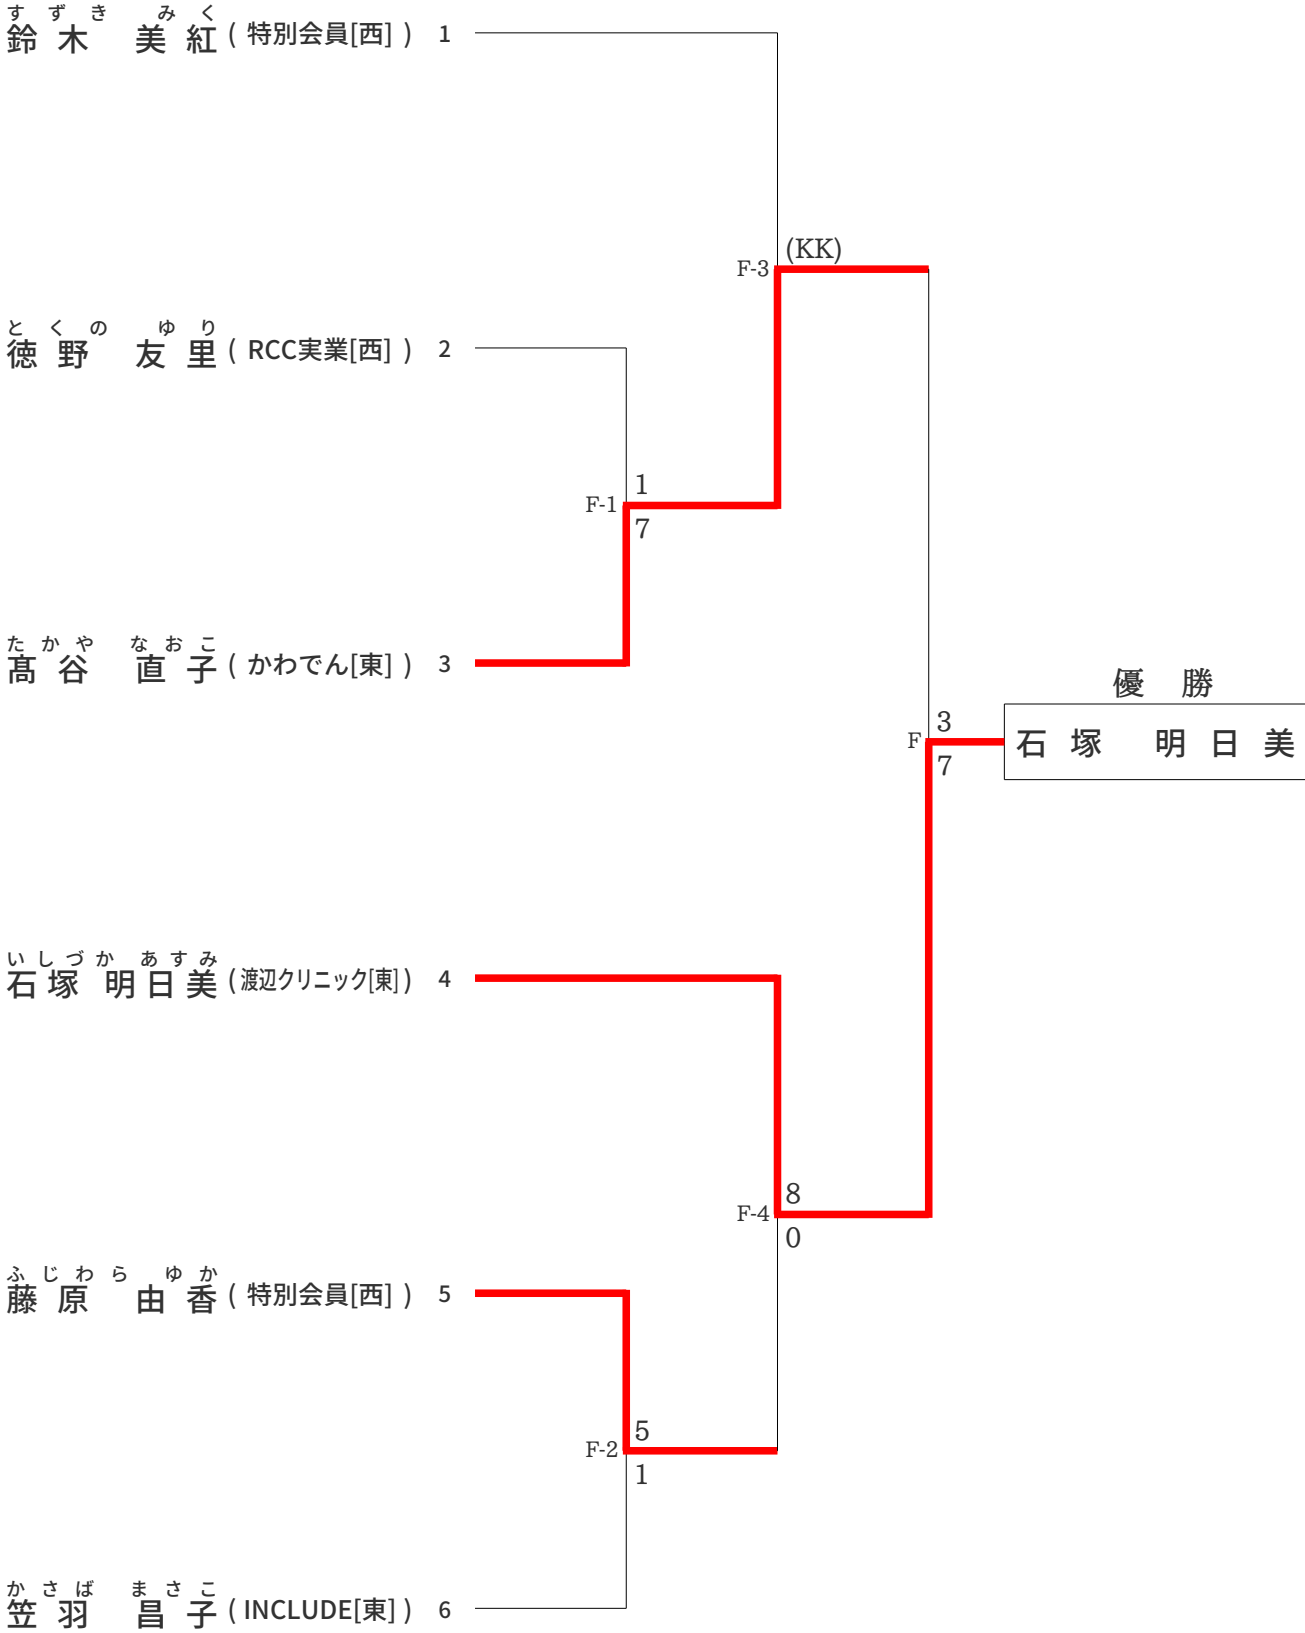 すずき みく
鈴木 美紅 ( 特別会員[西] ) 1
(KK)
F-3
とくの ゆり
徳野 友里 ( RCC実業[西] ) 2
1
F-1
7
たかや なおこ
髙谷 直子 ( かわでん[東] ) 3
優 勝
3
F
7
石塚 明日美
いしづか あすみ
石塚 明日美 (渡辺クリニック[東]) 4
8
F-4
0
ふじわら ゆか
藤原 由香 ( 特別会員[西] ) 5
5
F-2
1
かさば まさこ
笠羽 昌子 ( INCLUDE[東] ) 6